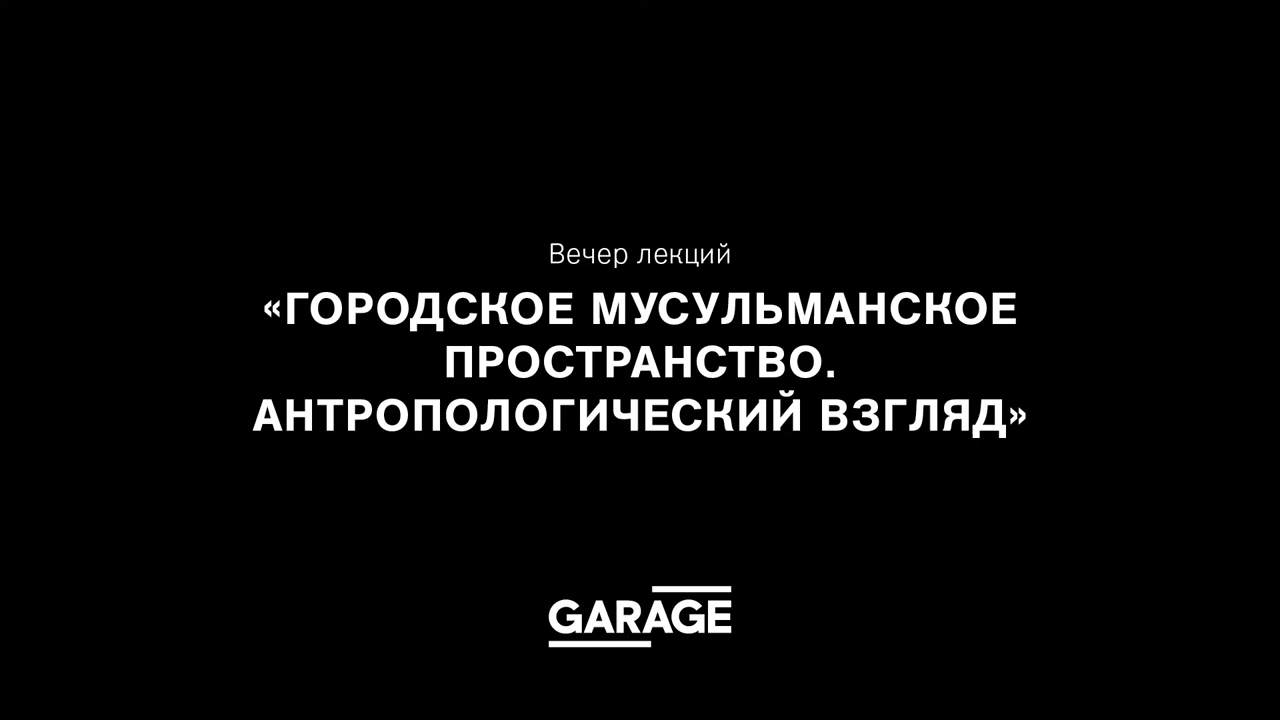 Вечер лекций
«ГОРОДСКОЕ МУСУЛЬМАНСКОЕ
ПРОСТРАНСТВО.
АНТРОПОЛОГИЧЕСКИЙ ВЗГЛЯД»
GARAGE